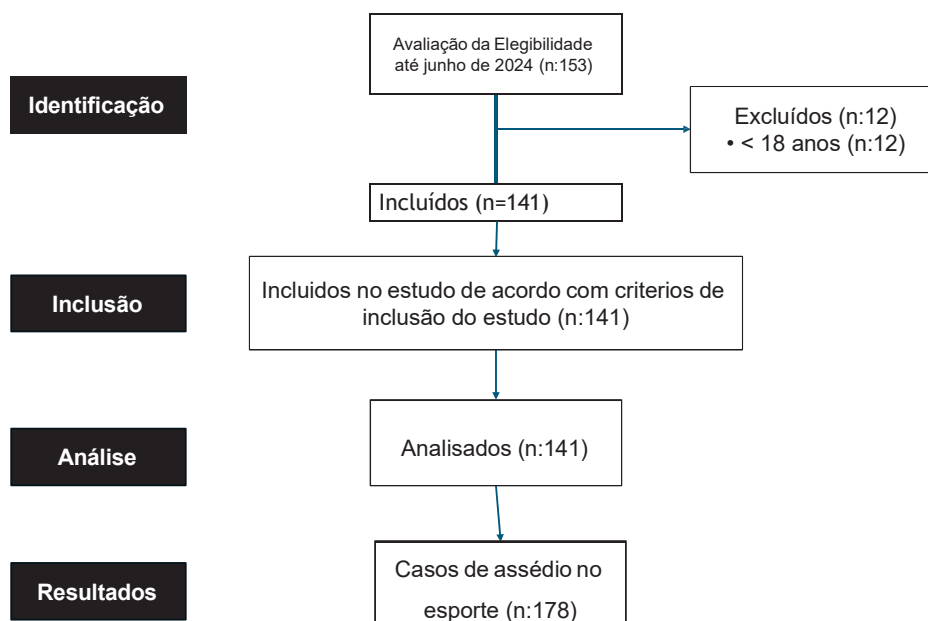 Avaliação da Elegibilidade
até junho de 2024 (n:153)
Identificação
Excluídos (n:12)
• < 18 anos (n:12)
Incluídos (n=141)
Inclusão
Incluidos no estudo de acordo com criterios de
inclusão do estudo (n:141)
Análise
Analisados (n:141)
Resultados
Casos de assédio no
esporte (n:178)